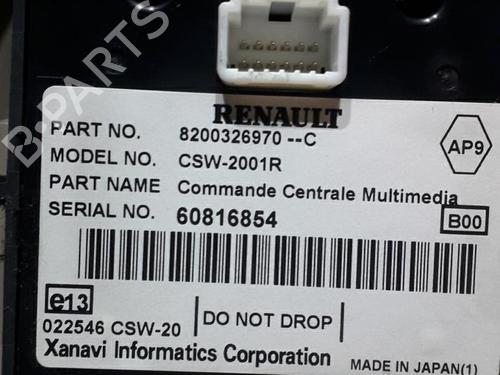 RENAULT
PART NO. 8200326970 --C
AP9
MODEL NO. CSW-2001R
PART NAME Commande Centrale Multimedia
SERIAL NO. 60816854
B00
e13
022546 CSW-20
DO NOT DROP
Xanavi Informatics Corporation
MADE IN JAPAN(1)
B-PARTS